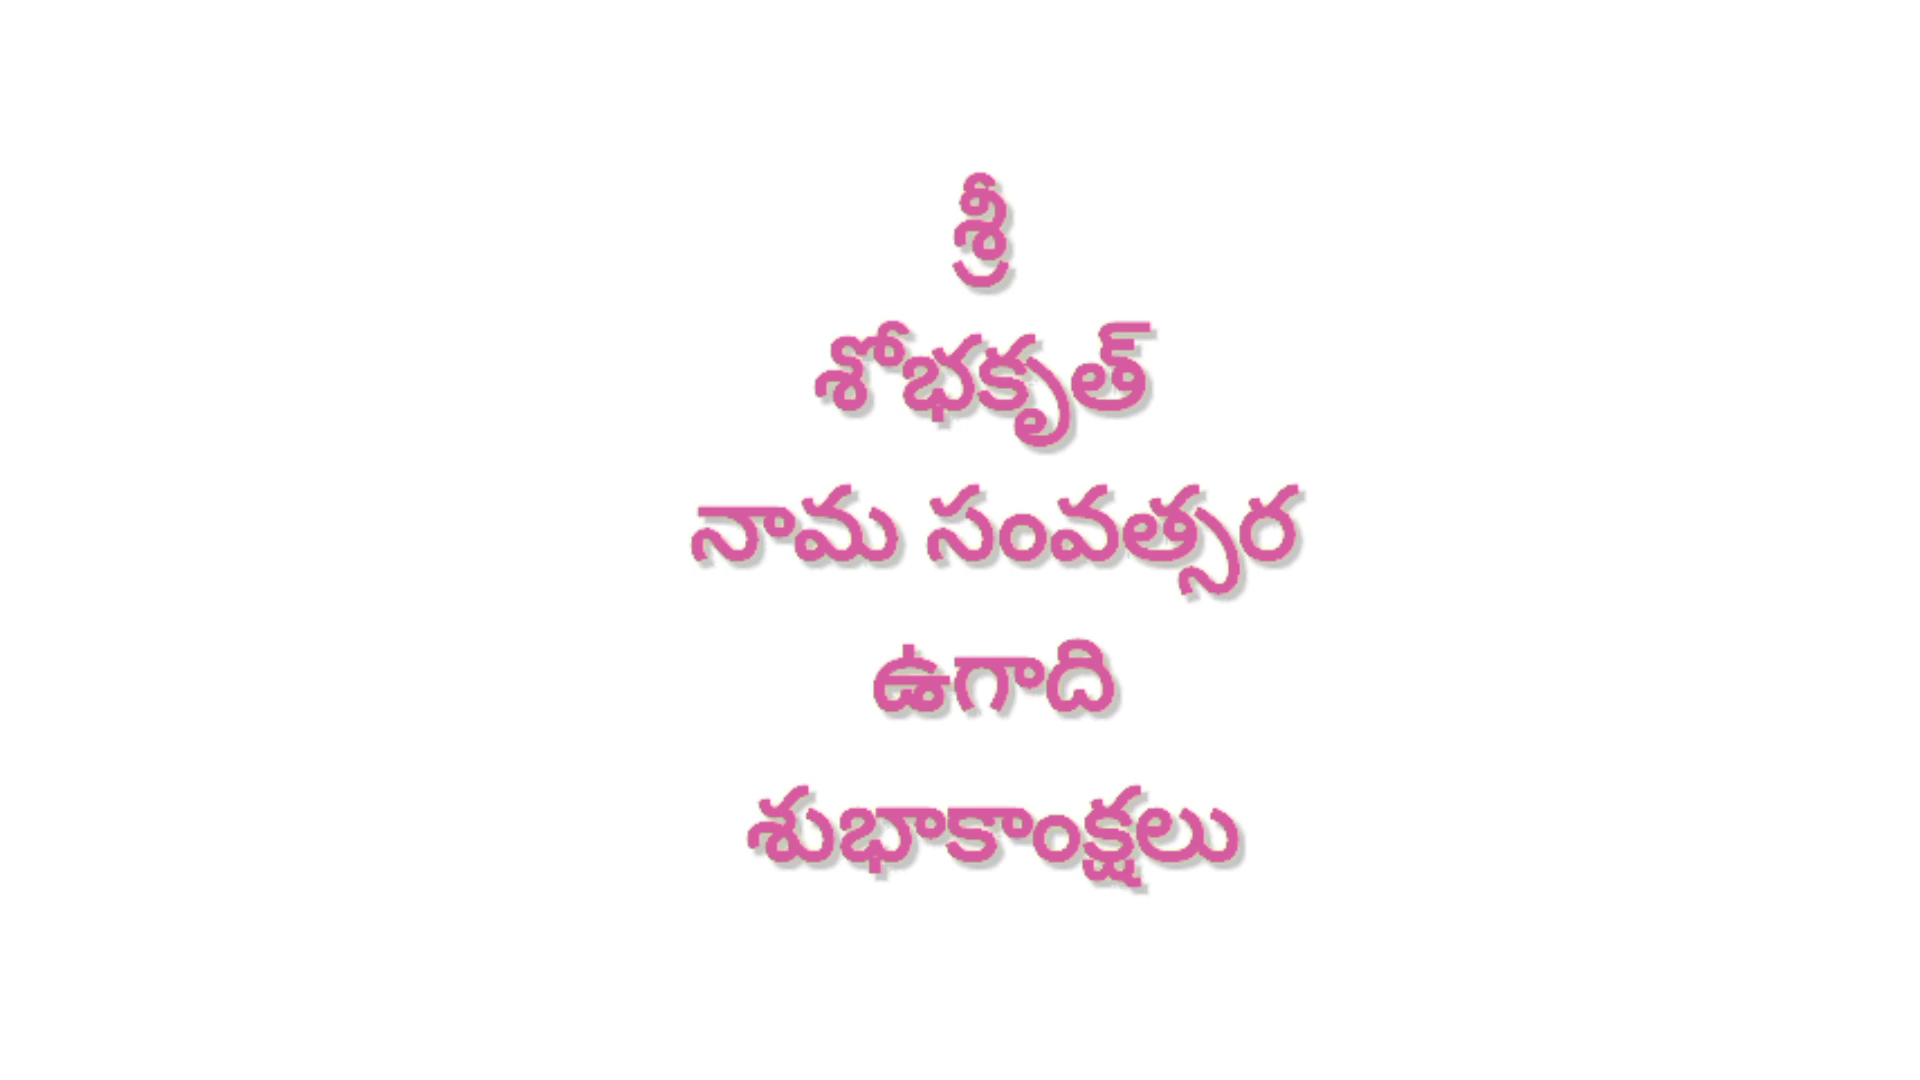 శ్రీ
శోభకృత్
నామ సంవత్సర
ఉగాది
శుభాకాంక్షలు